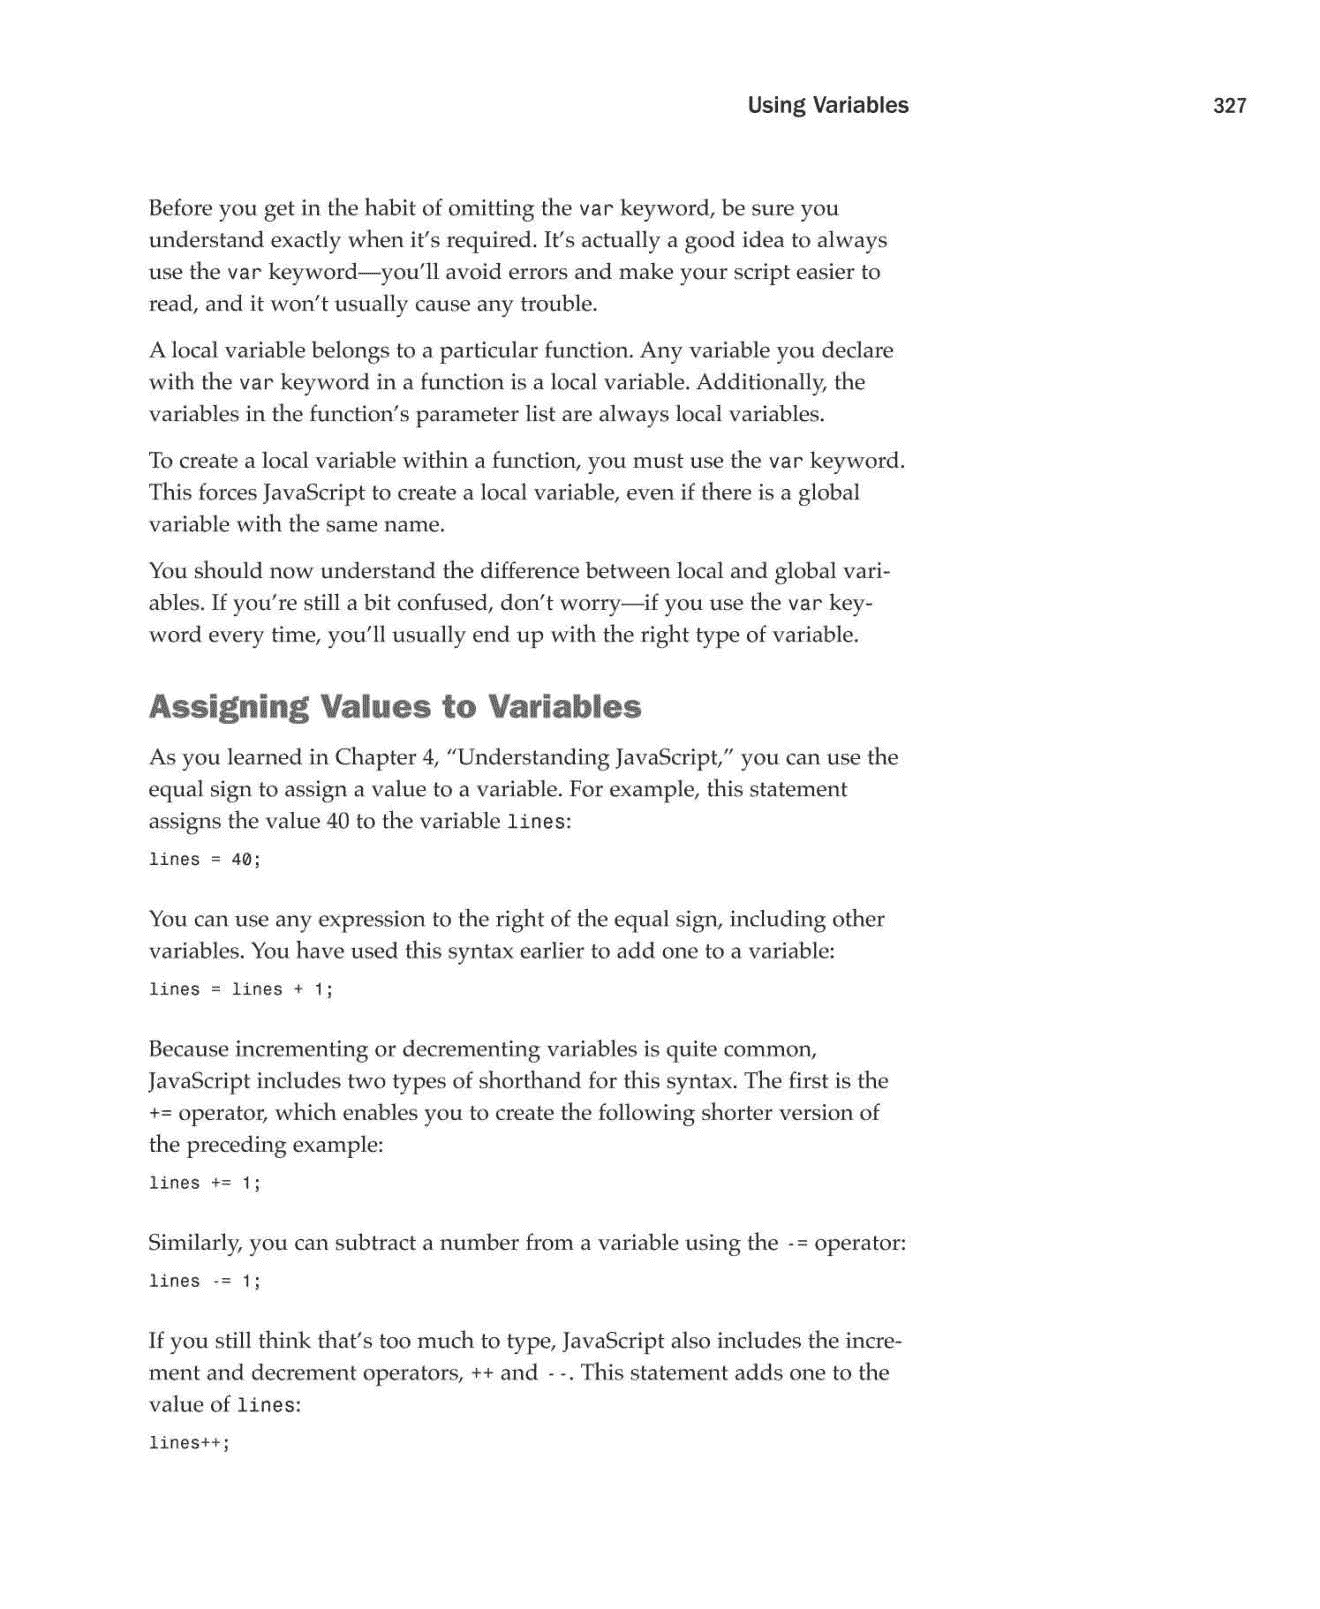 Using Variables 327
Before you get in the habit of omitting the var keyword, be sure you
understand exactly when it's required. It's actually a good idea to always
use the var keyword—you'll avoid errors and make your script easier to
read, and it won't usually cause any trouble.
A local variable belongs to a particular function. Any variable you declare
with the var keyword in a function is a local variable. Additionally, the
variables in the function's parameter list are always local variables.
To create a local variable within a function, you must use the var keyword.
This forces JavaScript to create a local variable, even if there is a global
variable with the same name.
You should now understand the difference between local and global vari-
ables. If you're still a bit confused, don't worry—if you use the var key-
word every time, you'll usually end up with the right type of variable.
Assigning Values to Variables
As you learned in Chapter 4, "Understanding JavaScript," you can use the
equal sign to assign a value to a variable. For example, this statement
assigns the value 40 to the variable lines:
lines = 40;
You can use any expression to the right of the equal sign, including other
variables. You have used this syntax earlier to add one to a variable:
lines = lines + 1;
Because incrementing or decrementing variables is quite common,
JavaScript includes two types of shorthand for this syntax. The first is the
+= operator, which enables you to create the following shorter version of
the preceding example:
lines += 1;
Similarly, you can subtract a number from a variable using the -= operator:
lines -= 1;
If you still think that's too much to type, JavaScript also includes the incre-
ment and decrement operators, ++ and --. This statement adds one to the
value of lines:
lines++;